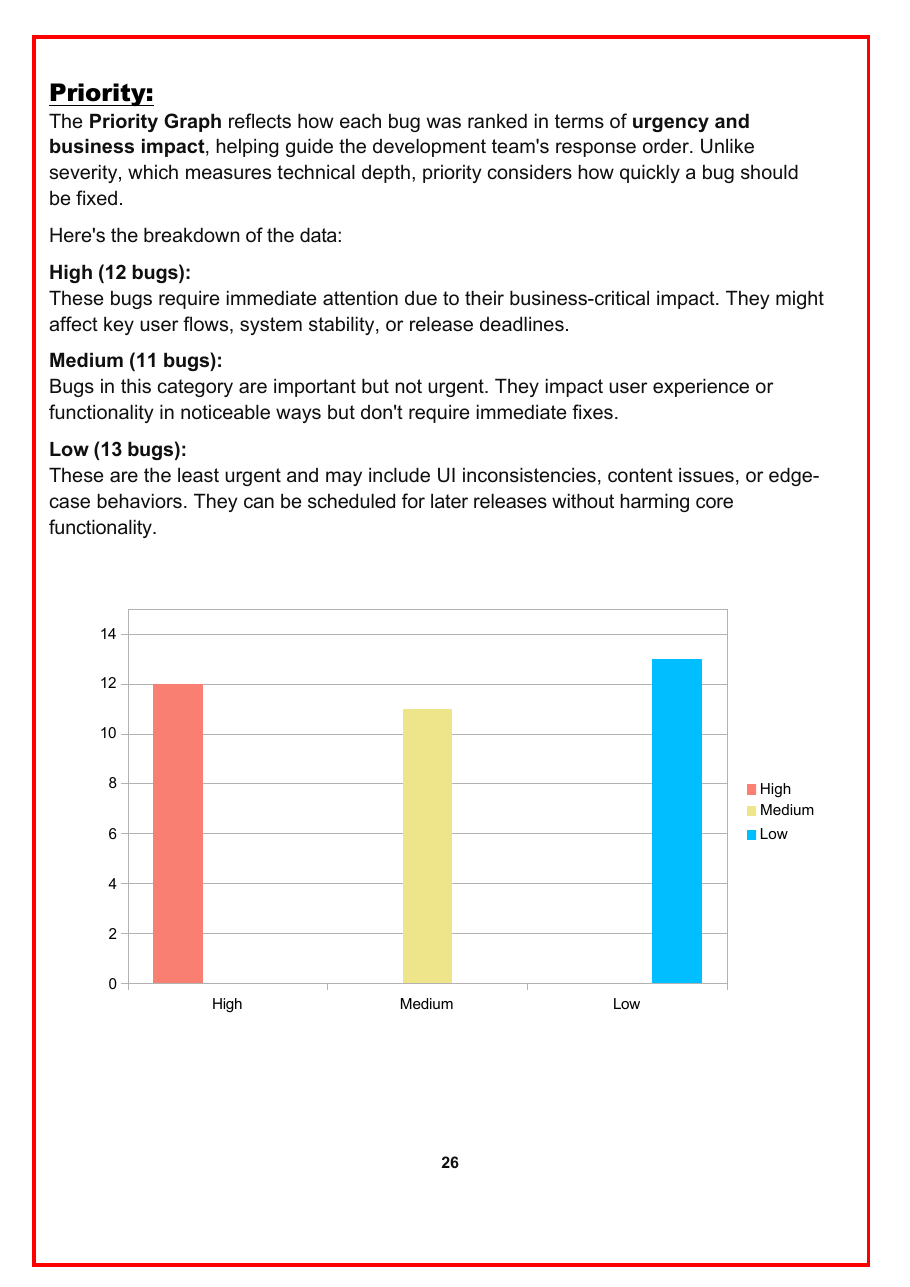 Priority:
The Priority Graph reflects how each bug was ranked in terms of urgency and
business impact, helping guide the development team's response order. Unlike
severity, which measures technical depth, priority considers how quickly a bug should
be fixed.
Here's the breakdown of the data:
High (12 bugs):
These bugs require immediate attention due to their business-critical impact. They might
affect key user flows, system stability, or release deadlines.
Medium (11 bugs):
Bugs in this category are important but not urgent. They impact user experience or
functionality in noticeable ways but don't require immediate fixes.
Low (13 bugs):
These are the least urgent and may include UI inconsistencies, content issues, or edge-
case behaviors. They can be scheduled for later releases without harming core
functionality.
14
12
10
8
6
4
2
0
High
Medium
Low
High
Medium
Low
26